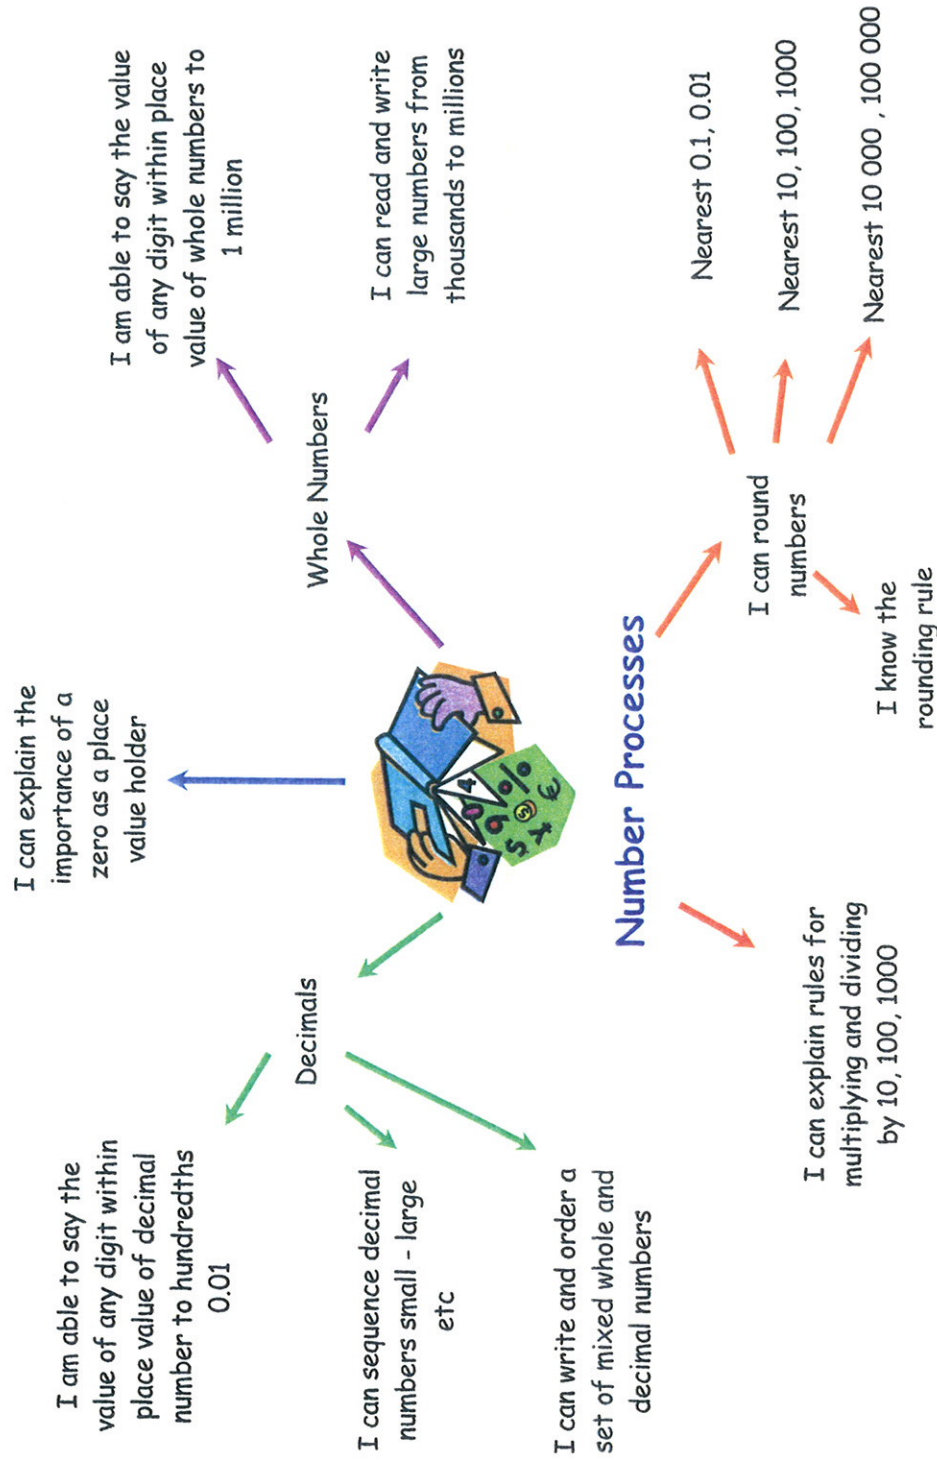 I can explain the
importance of a
zero as a place
value holder
I am able to say the
value of any digit within
place value of decimal
number to hundredths
0.01
Decimals
I can sequence decimal
numbers small - large
etc
I can write and order a
set of mixed whole and
decimal numbers
I am able to say the value
of any digit within place
value of whole numbers to
1 million
Whole Numbers
I can read and write
large numbers from
thousands to millions
4
0
9
%
$
€
Number Processes
I can explain rules for
multiplying and dividing
by 10, 100, 1000
I can round
numbers
I know the
rounding rule
Nearest 0.1, 0.01
Nearest 10, 100, 1000
Nearest 10 000 , 100 000